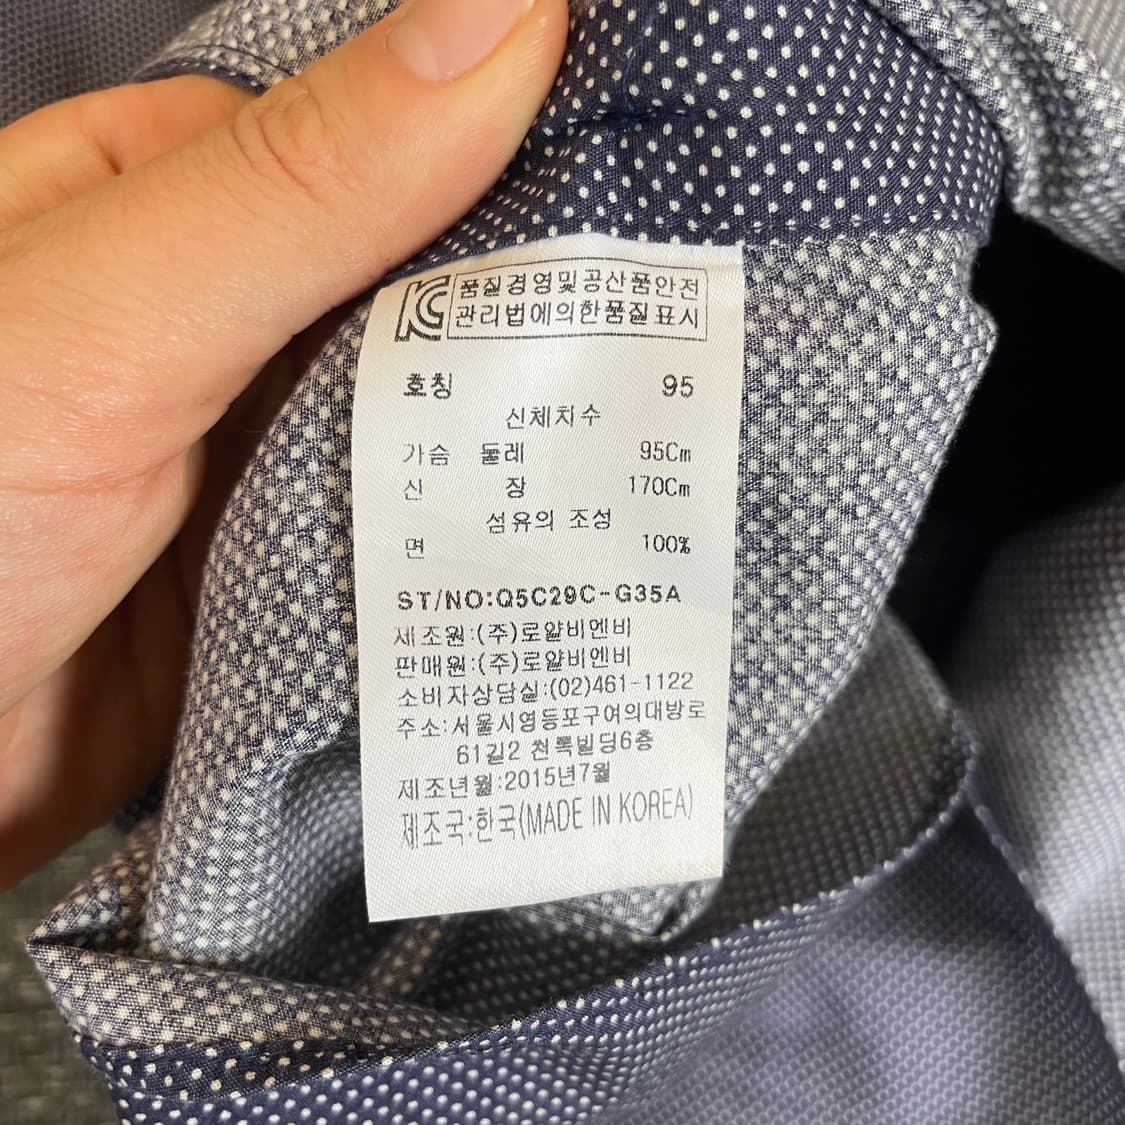 KC 품질경영및공산품안전
관리법에의한품질표시
호칭 95
신체치수
가슴 둘레 95Cm
신 장 170Cm
섬유의 조성
면 100%
ST/NO:Q5C29C-G35A
제조원:(주)로얄비엔비
판매원:(주)로얄비엔비
소비자상담실:(02)461-1122
주소:서울시영등포구여의대방로
61길2 천록빌딩6층
제조년월:2015년7월
제조국:한국(MADE IN KOREA)